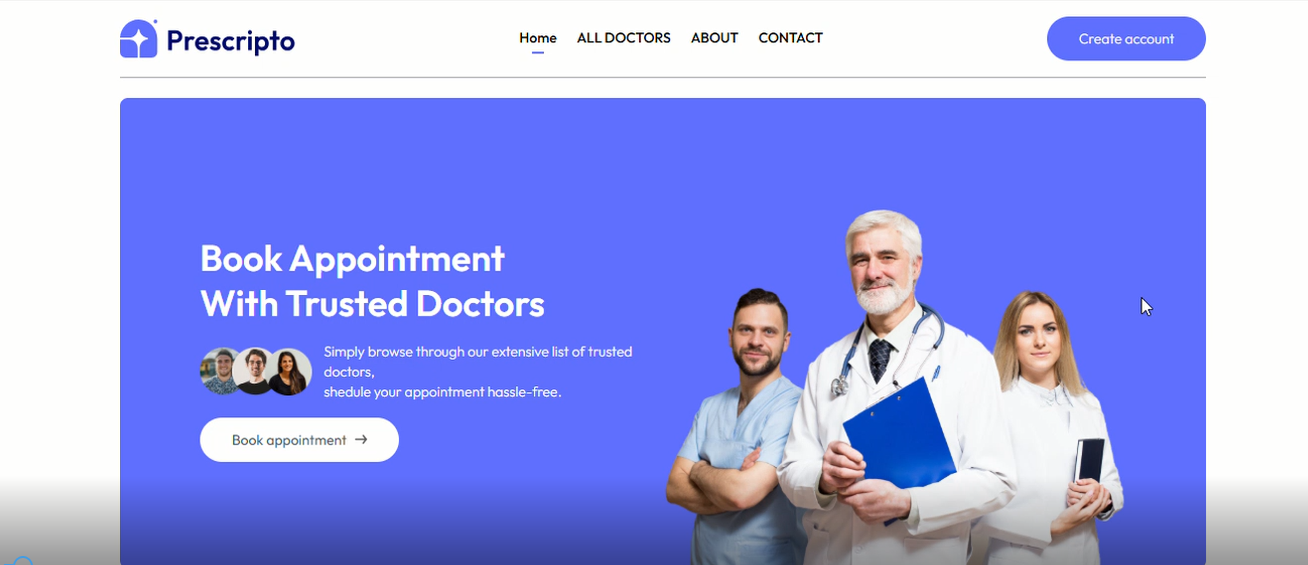 Prescripto
Home
ALL DOCTORS
ABOUT
CONTACT
Create account
Book Appointment
With Trusted Doctors
Simply browse through our extensive list of trusted
doctors,
shedule your appointment hassle-free.
Book appointment →